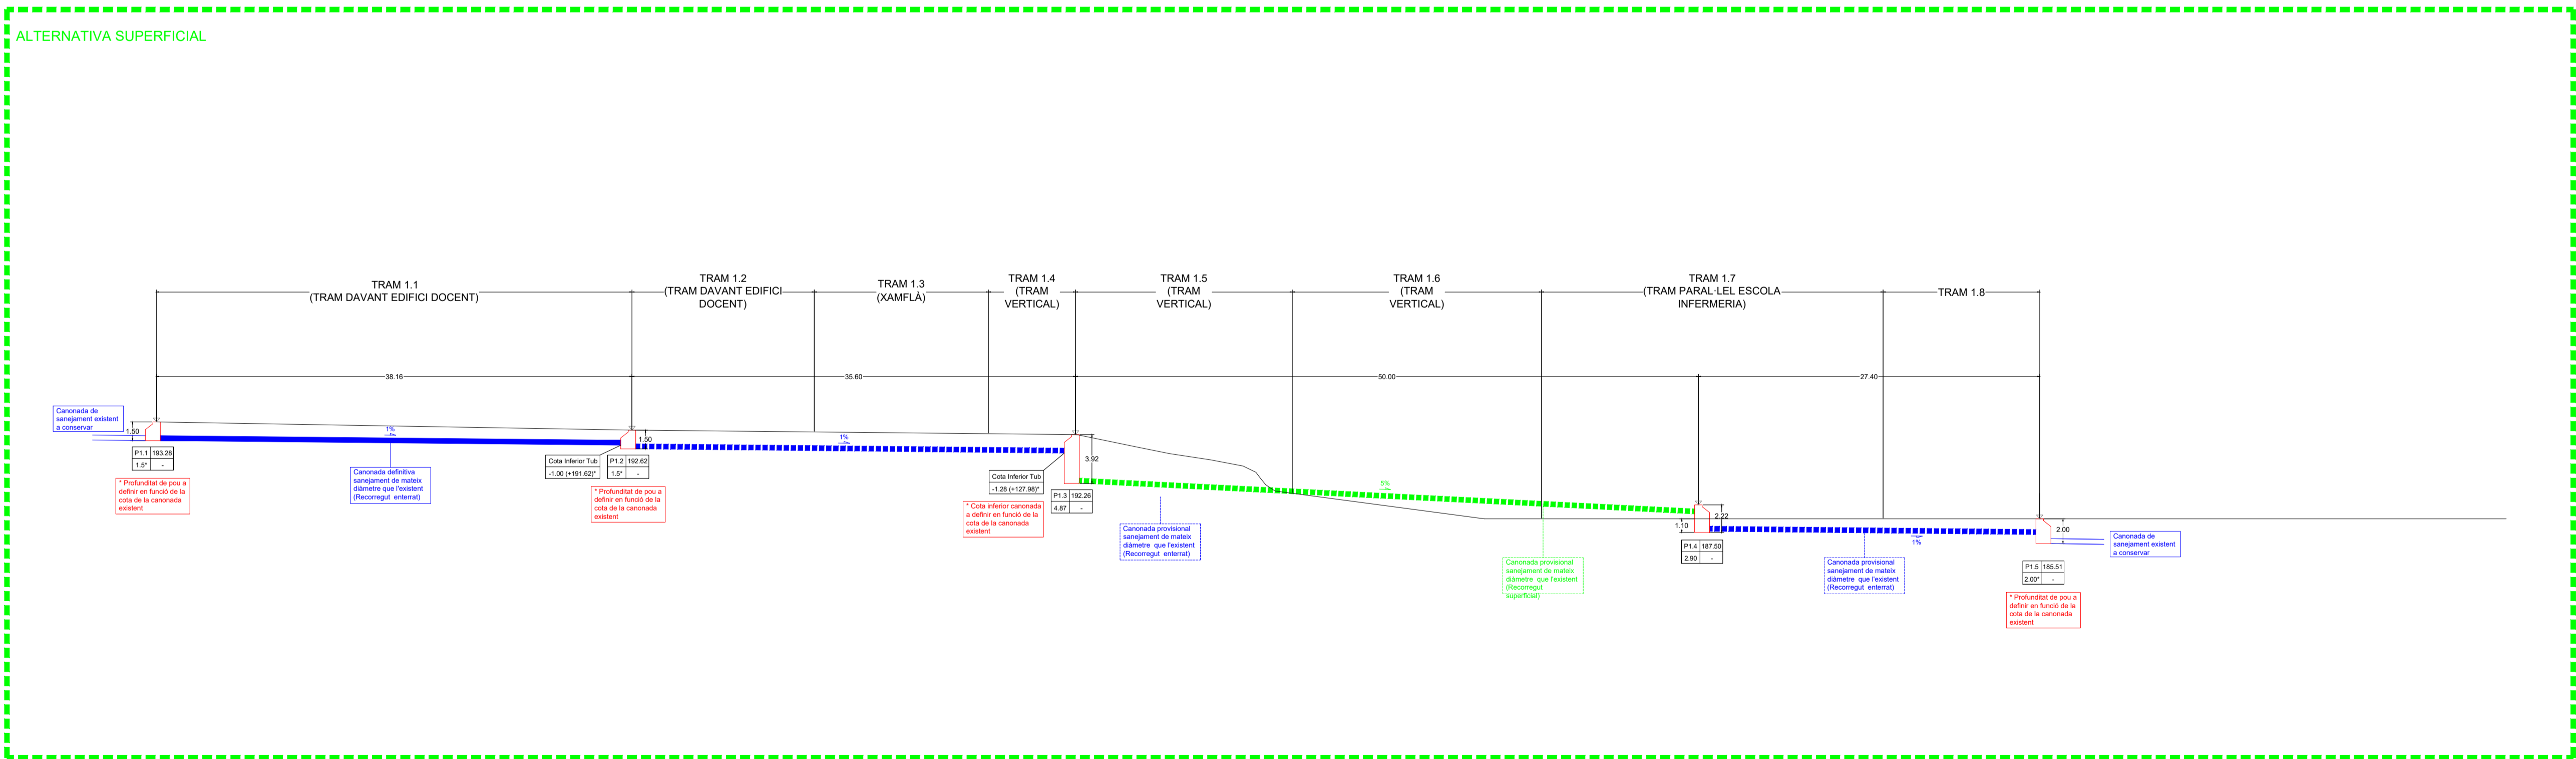 ALTERNATIVA SUPERFICIAL
TRAM 1.1
(TRAM DAVANT EDIFICI DOCENT)
TRAM 1.2
(TRAM DAVANT EDIFICI
DOCENT)
TRAM 1.3
(XAMFLÀ)
TRAM 1.4
(TRAM
VERTICAL)
TRAM 1.5
(TRAM
VERTICAL)
TRAM 1.6
(TRAM
VERTICAL)
TRAM 1.7
(TRAM PARAL·LEL ESCOLA
INFERMERIA)
TRAM 1.8
38.16
35.60
50.00
27.40
Canonada de
sanejament existent
a conservar
1.50
P1.1 193.28
1.5* -
* Profunditat de pou a
definir en funció de la
cota de la canonada
existent
1%
Canonada definitiva
sanejament de mateix
diàmetre que l'existent
(Recorregut enterrat)
Cota Inferior Tub
-1.00 (+191.62)*
1.50
P1.2 192.62
1.5* -
* Profunditat de pou a
definir en funció de la
cota de la canonada
existent
1%
Cota Inferior Tub
-1.28 (+127.98)*
* Cota inferior canonada
a definir en funció de la
cota de la canonada
existent
3.92
P1.3 192.26
4.87 -
Canonada provisional
sanejament de mateix
diàmetre que l'existent
(Recorregut enterrat)
5%
Canonada provisional
sanejament de mateix
diàmetre que l'existent
(Recorregut
superficial)
1.10
2.22
P1.4 187.50
2.90 -
Canonada provisional
sanejament de mateix
diàmetre que l'existent
(Recorregut enterrat)
1%
2.00
P1.5 185.51
2.00* -
* Profunditat de pou a
definir en funció de la
cota de la canonada
existent
Canonada de
sanejament existent
a conservar